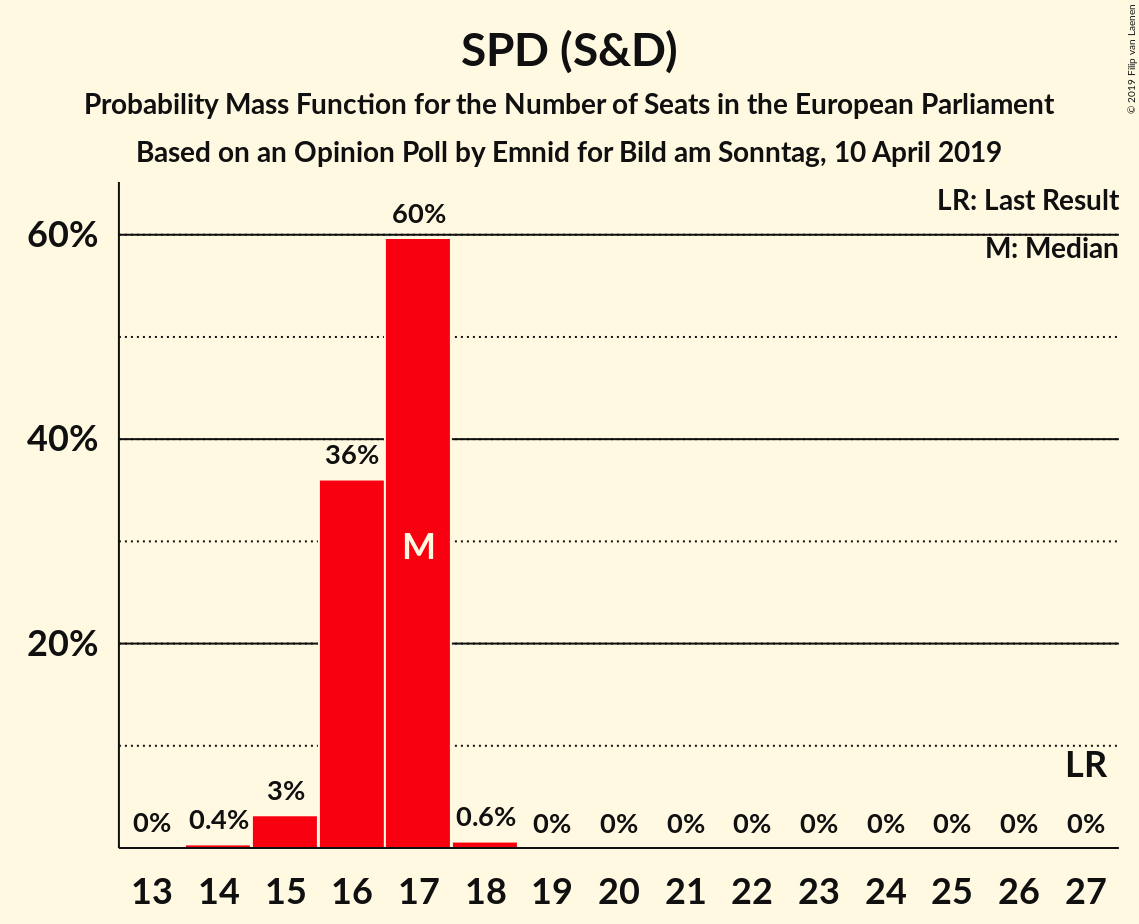 SPD (S&D)
Probability Mass Function for the Number of Seats in the European Parliament
Based on an Opinion Poll by Emnid for Bild am Sonntag, 10 April 2019
© 2019 Filip van Laenen
LR: Last Result
M: Median
60%
40%
20%
0%
0.4%
3%
36%
60%
M
0.6%
0%
0%
0%
0%
0%
0%
0%
0%
0%
LR
13 14 15 16 17 18 19 20 21 22 23 24 25 26 27